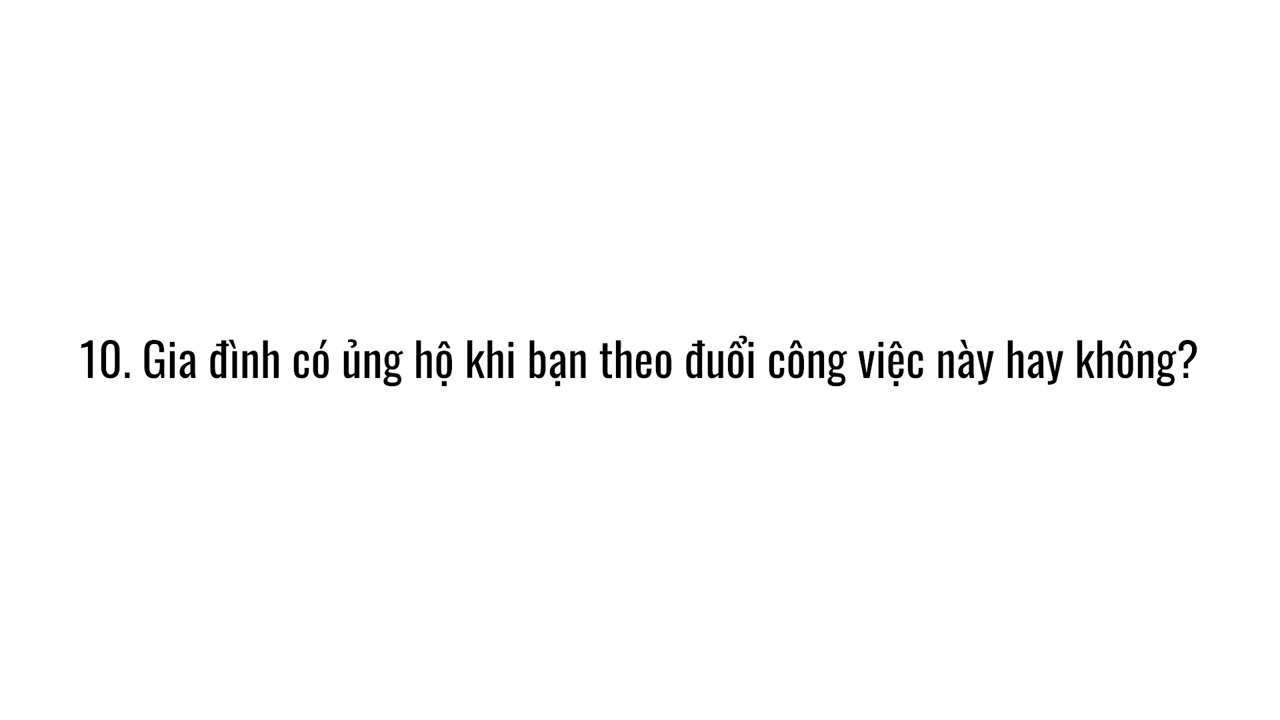 10. Gia đình có ủng hộ khi bạn theo đuổi công việc này hay không?